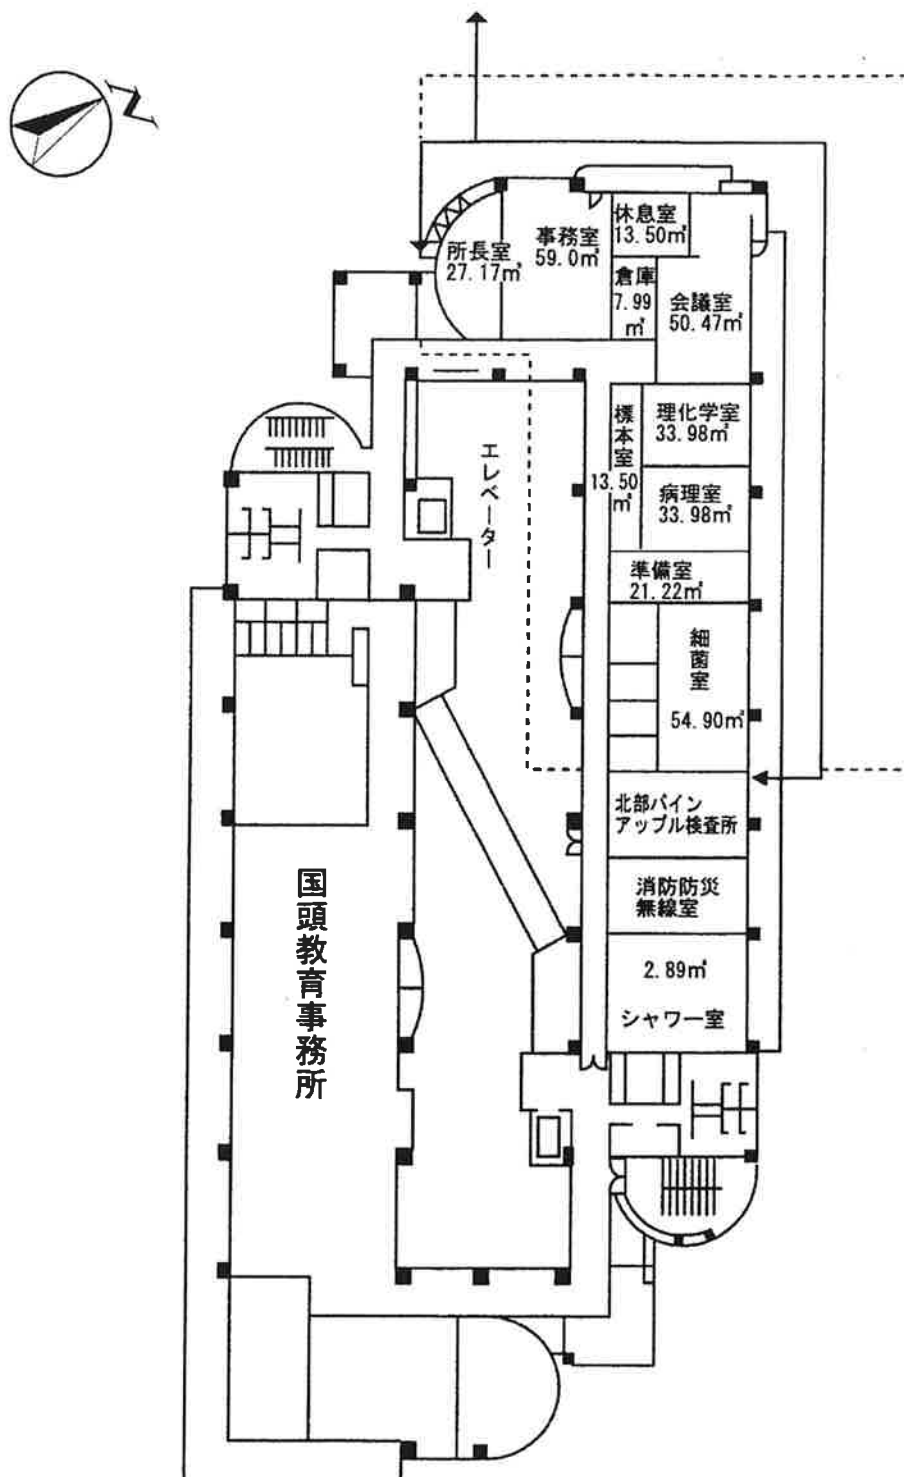 N
所長室
27.17㎡
事務室
59.0㎡
休息室
13.50㎡
倉庫
7.99
㎡
会議室
50.47㎡
標本室
13.50
㎡
理化学室
33.98㎡
病理室
33.98㎡
エレベーター
準備室
21.22㎡
細菌室
54.90㎡
北部パイン
アップル検査所
消防防災
無線室
2.89㎡
シャワー室
国頭教育事務所